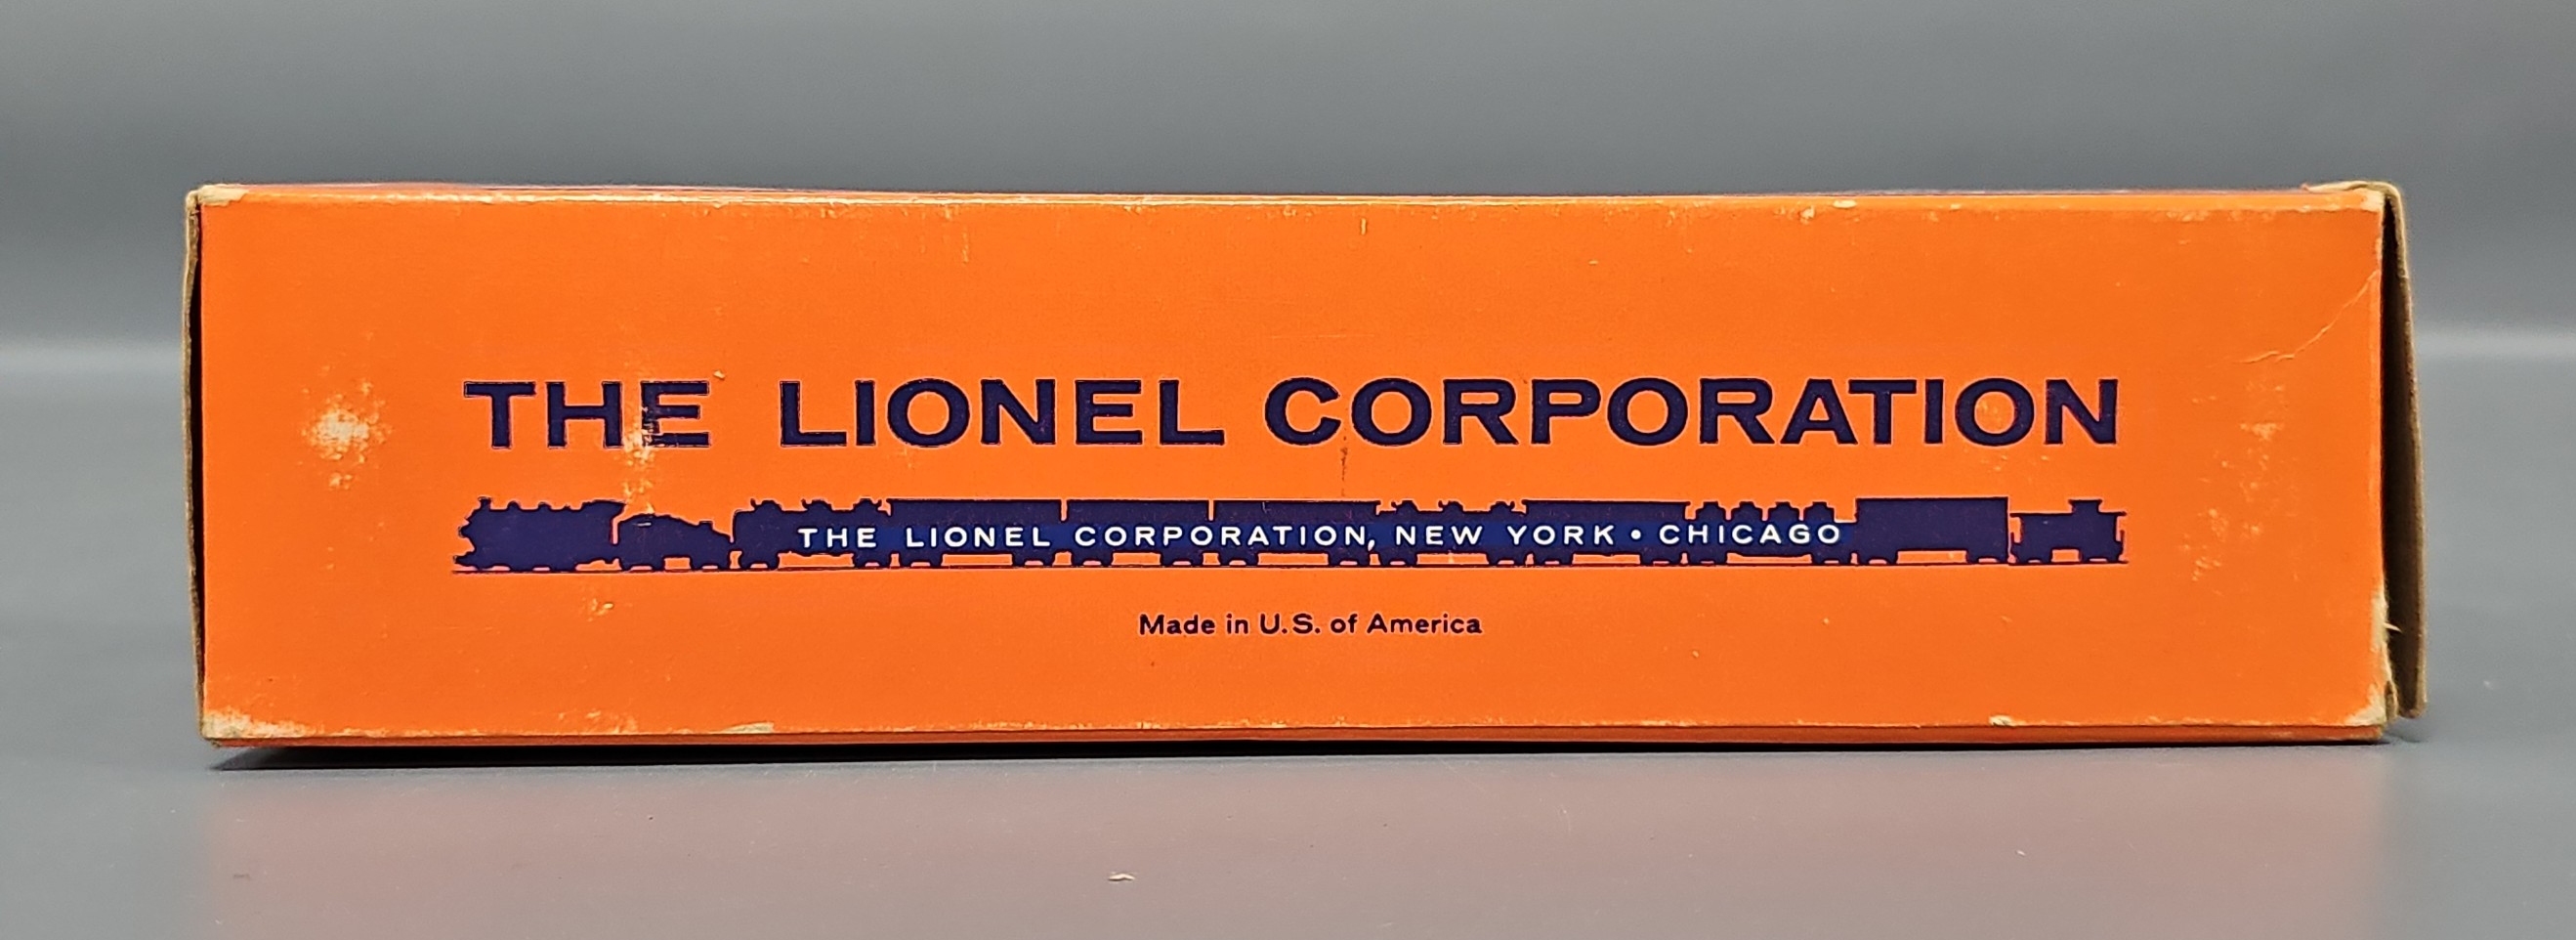 THE LIONEL CORPORATION
THE LIONEL CORPORATION, NEW YORK • CHICAGO
Made in U.S. of America